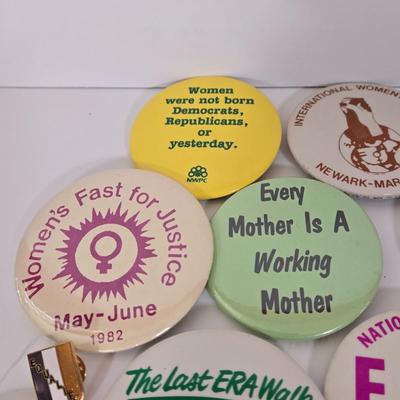 Women
were not born
Democrats,
Republicans,
or
yesterday.
NWPC
INTERNATIONAL WOMEN
NEWARK-MAR
Women's Fast for Justice
May-June
1982
Every
Mother Is A
Working
Mother
The Last ERA Walk
NATION
E